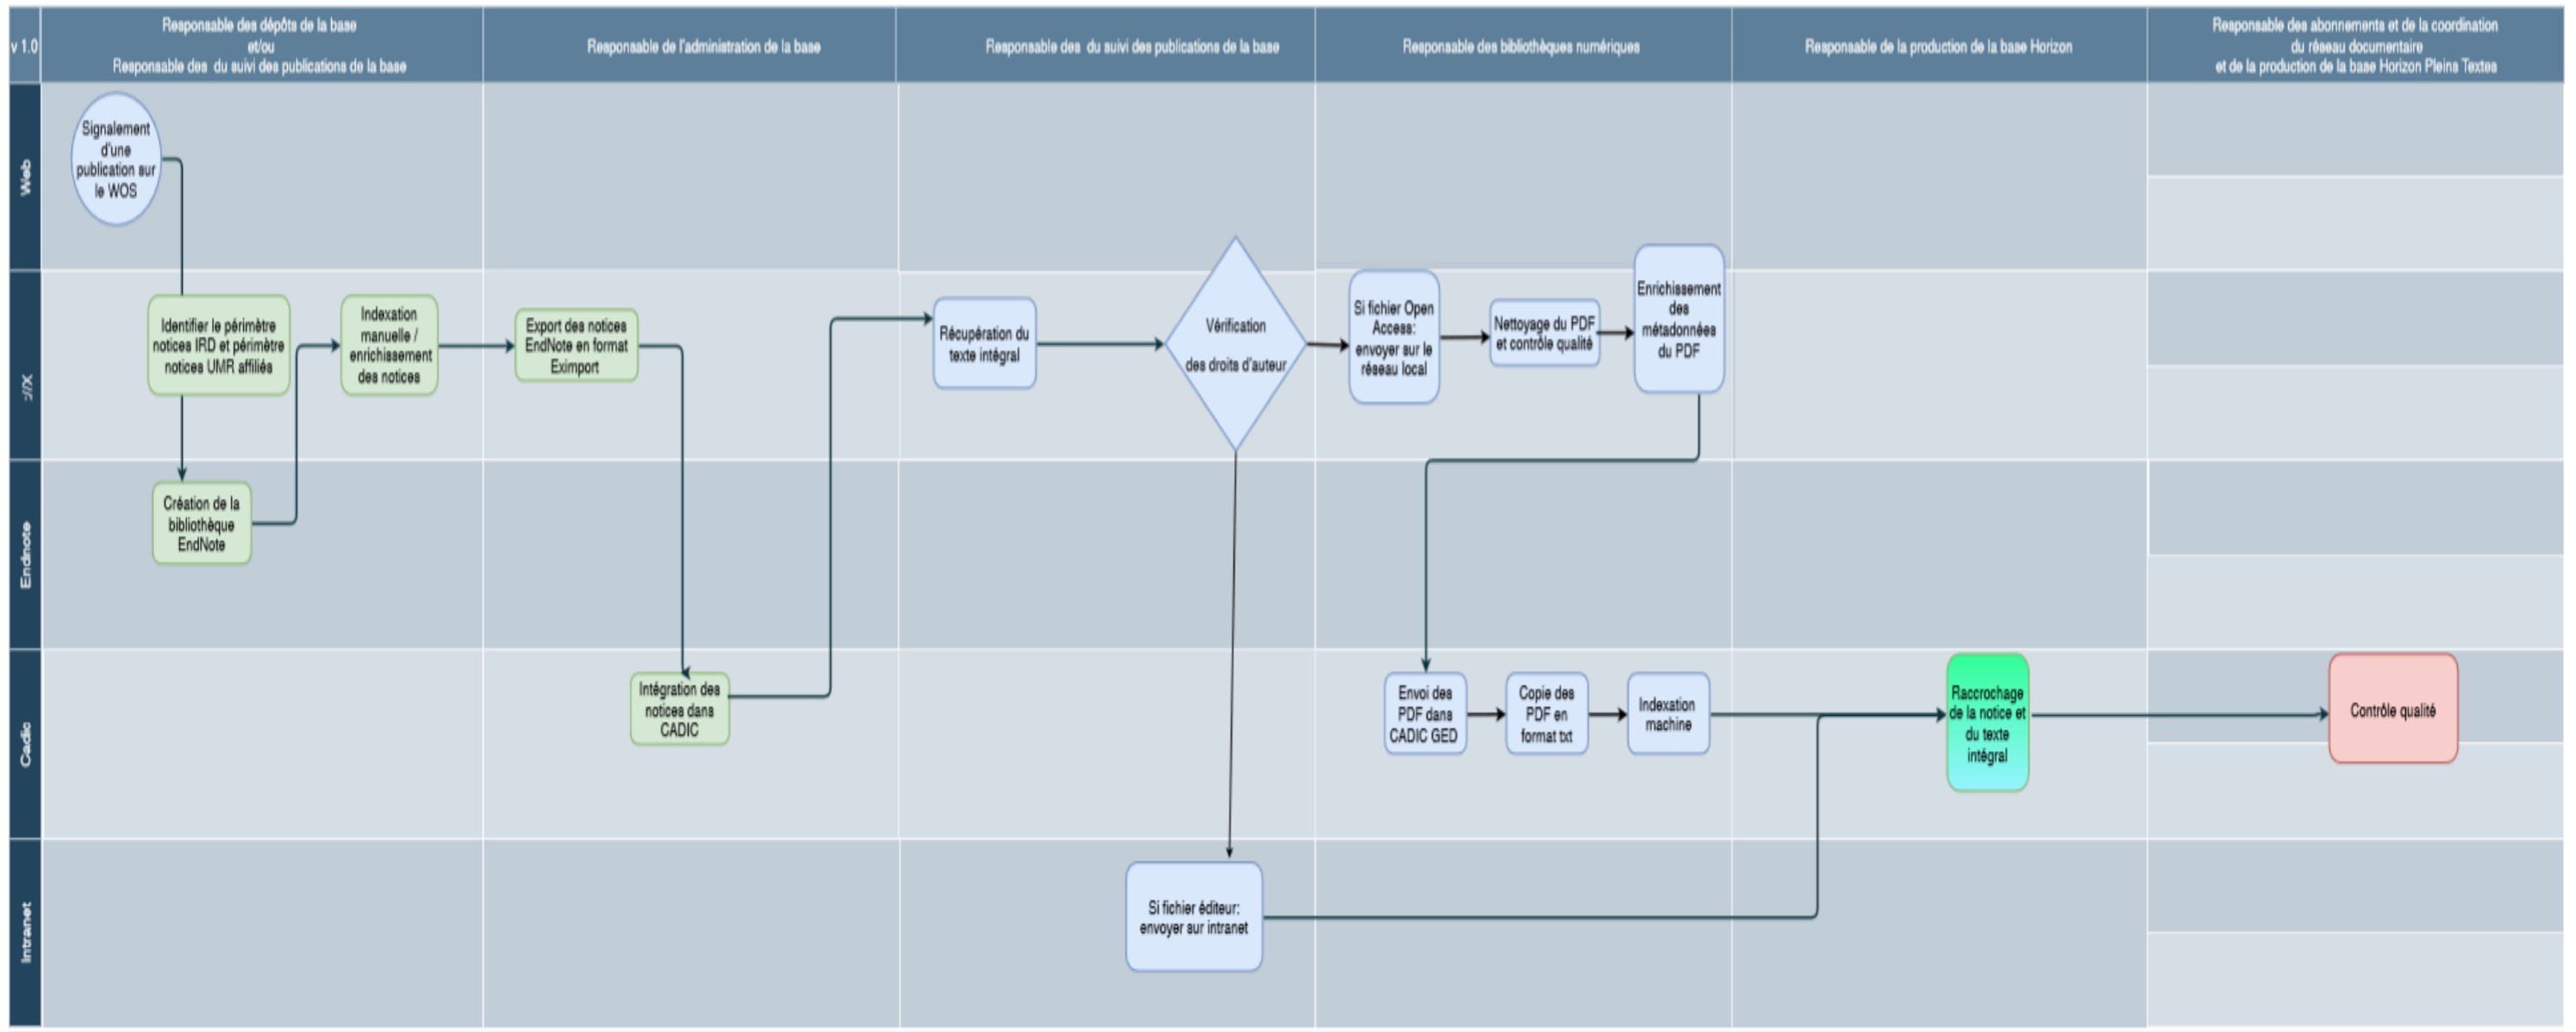 v 1.0
Responsable des dépôts de la base
et/ou
Responsable des du suivi des publications de la base
Responsable de l'administration de la base
Responsable des du suivi des publications de la base
Responsable des bibliothèques numériques
Responsable de la production de la base Horizon
Responsable des abonnements et de la coordination
du réseau documentaire
et de la production de la base Horizon Pleins Textes
Web
Signalement
d'une
publication sur
le WOS
://X
Identifier le périmètre
notices IRD et périmètre
notices UMR affiliés
Indexation
manuelle /
enrichissement
des notices
Export des notices
EndNote en format
Eximport
Récupération du
texte intégral
Vérification
des droits d'auteur
Si fichier Open
Access:
envoyer sur le
réseau local
Nettoyage du PDF
et contrôle qualité
Enrichissement
des
métadonnées
du PDF
Endnote
Création de la
bibliothèque
EndNote
Cadic
Intégration des
notices dans
CADIC
Envoi des
PDF dans
CADIC GED
Copie des
PDF en
format txt
Indexation
machine
Raccrochage
de la notice et
du texte
intégral
Contrôle qualité
Intranet
Si fichier éditeur:
envoyer sur intranet